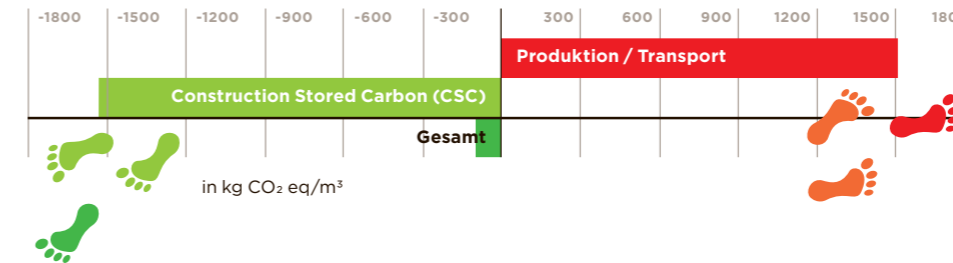 -1800 -1500 -1200 -900 -600 -300 300 600 900 1200 1500
Produktion / Transport
Construction Stored Carbon (CSC)
Gesamt
in kg CO₂ eq/m³